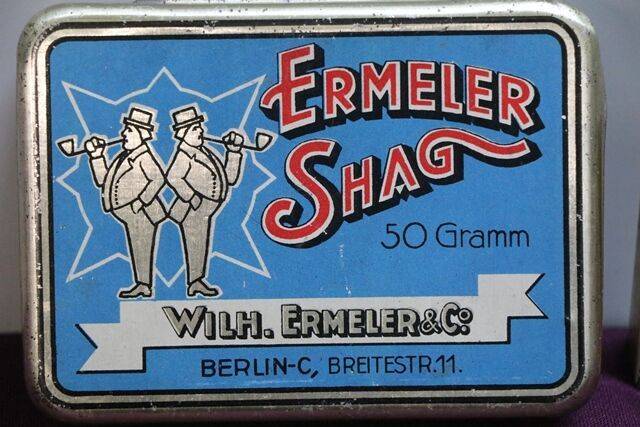 ERMELER
SHAG
50 Gramm
WILH. ERMELER & Co
BERLIN-C, BREITESTR. 11.